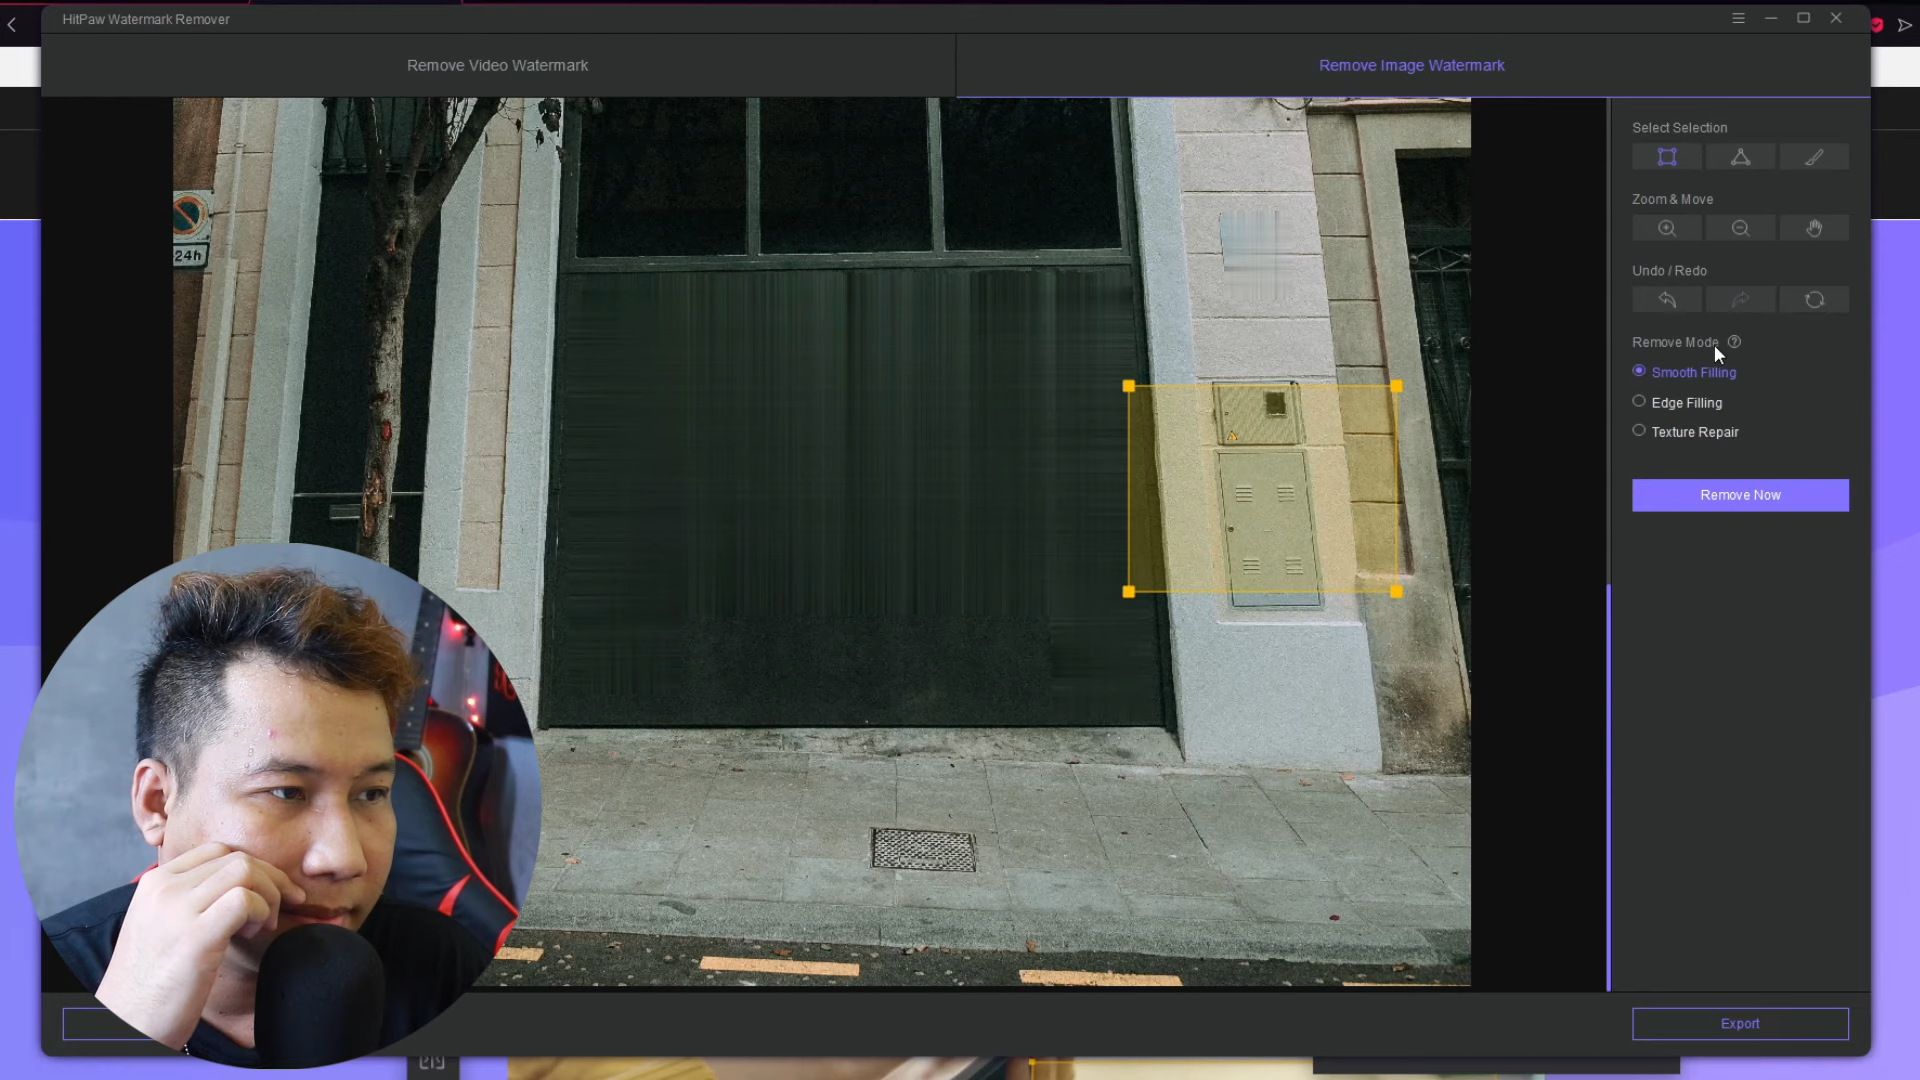 HitPaw Watermark Remover
Remove Video Watermark
Remove Image Watermark
Select Selection
Zoom & Move
Undo / Redo
Remove Mode
Smooth Filling
Edge Filling
Texture Repair
Remove Now
24h
Export